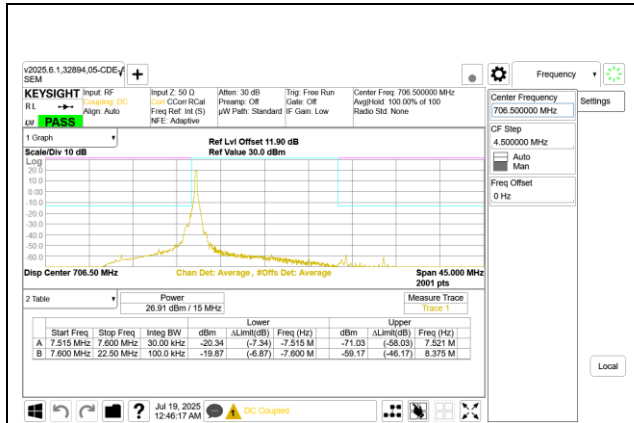 v2025.6.1,32894,05-CDE-A
SEM
+
Frequency
KEYSIGHT
RL
PASS
Input: RF
Coupling: DC
Align: Auto
Input Z: 50 Ω
Corr CCorr RCal
Freq Ref: Int (S)
NFE: Adaptive
Atten: 30 dB
Preamp: Off
µW Path: Standard
Trig: Free Run
Gate: Off
IF Gain: Low
Center Freq: 706.500000 MHz
Avg|Hold: 100.00% of 100
Radio Std: None
Center Frequency
706.500000 MHz
Settings
CF Step
4.500000 MHz
Auto
Man
Freq Offset
0 Hz
1 Graph
Scale/Div 10 dB
Ref Lvl Offset 11.90 dB
Ref Value 30.0 dBm
Log
20.0
10.0
0.00
-10.0
-20.0
-30.0
-40.0
-50.0
-60.0
Disp Center 706.50 MHz
Chan Det: Average , #Offs Det: Average
Span 45.000 MHz
2001 pts
2 Table
Power
26.91 dBm / 15 MHz
Measure Trace
Trace 1
Lower Upper
Start Freq Stop Freq Integ BW dBm ΔLimit(dB) Freq (Hz) dBm ΔLimit(dB) Freq (Hz)
A 7.515 MHz 7.600 MHz 30.00 kHz -20.34 (-7.34) -7.515 M -71.03 (-58.03) 7.521 M
B 7.600 MHz 22.50 MHz 100.0 kHz -19.87 (-6.87) -7.600 M -59.17 (-46.17) 8.375 M
Local
?
Jul 19, 2025
12:46:17 AM
DC Coupled